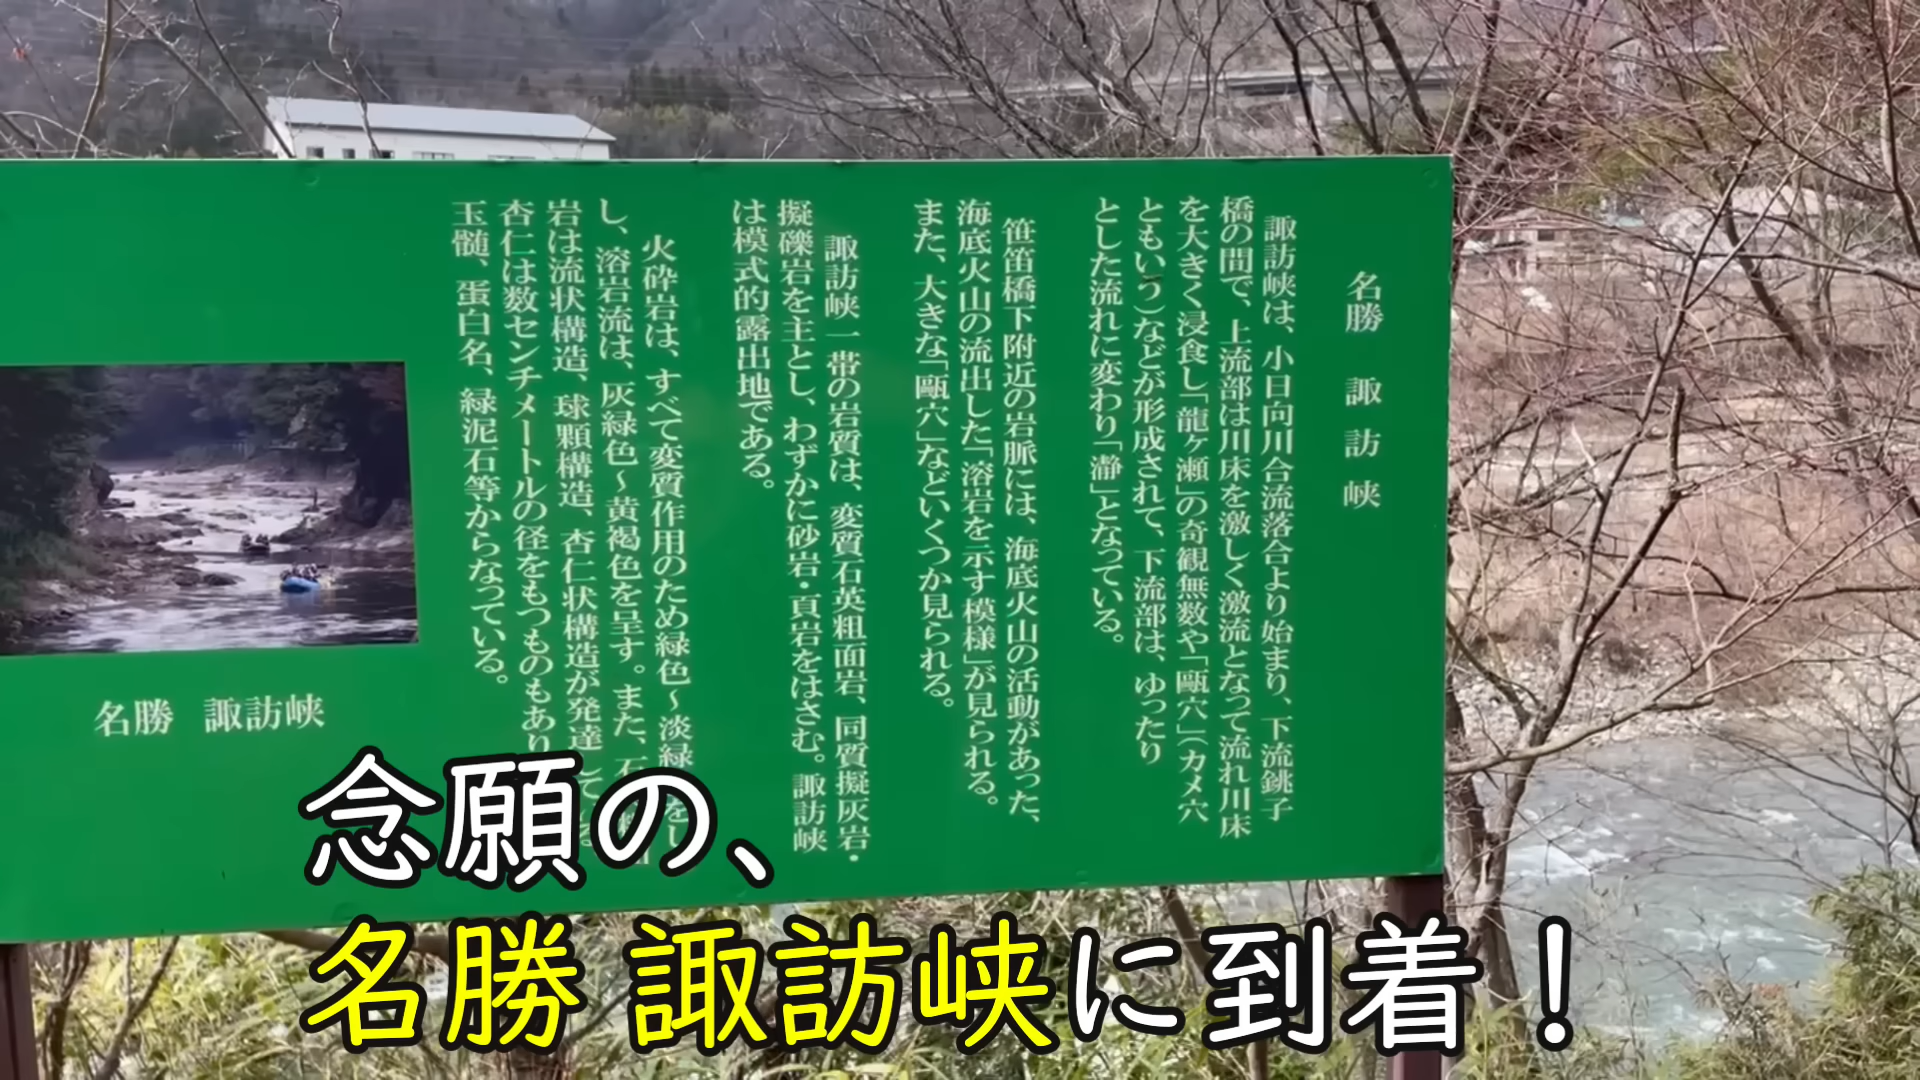 名勝 諏訪峡
諏訪峡は、小日向川合流落合より始まり、下流銚子
橋の間で、上流部は川床を激しく激流となって流れ川床
を大きく浸食し「龍ヶ瀬」の奇観無数や「甌穴」(カメ穴
ともいう)などが形成されて、下流部は、ゆったり
とした流れに変わり「瀞」となっている。
笹笛橋下附近の岩脈には、海底火山の活動があった、
海底火山の流出した「溶岩を示す模様」が見られる。
また、大きな「甌穴」などいくつか見られる。
諏訪峡一帯の岩質は、変質石英粗面岩、同質擬灰岩・
擬礫岩を主とし、わずかに砂岩・頁岩をはさむ。諏訪峡
は模式的露出地である。
火砕岩は、すべて変質作用のため緑色~淡緑をし
し、溶岩流は、灰緑色~黄褐色を呈す。また、石
岩は流状構造、球顆構造、杏仁状構造が発達し
杏仁は数センチメートルの径をもつものもあり
玉髄、蛋白名、緑泥石等からなっている。
名勝 諏訪峡
念願の、
名勝 諏訪峡に到着!